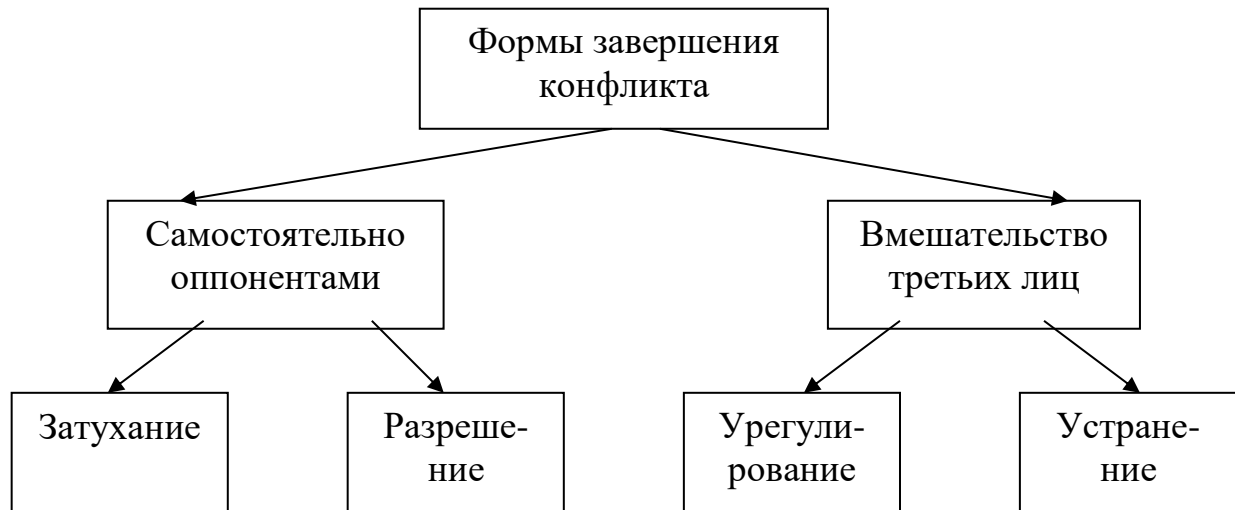 Формы завершения
конфликта
Самостоятельно
оппонентами
Вмешательство
третьих лиц
Затухание
Разреше-
ние
Урегули-
рование
Устране-
ние